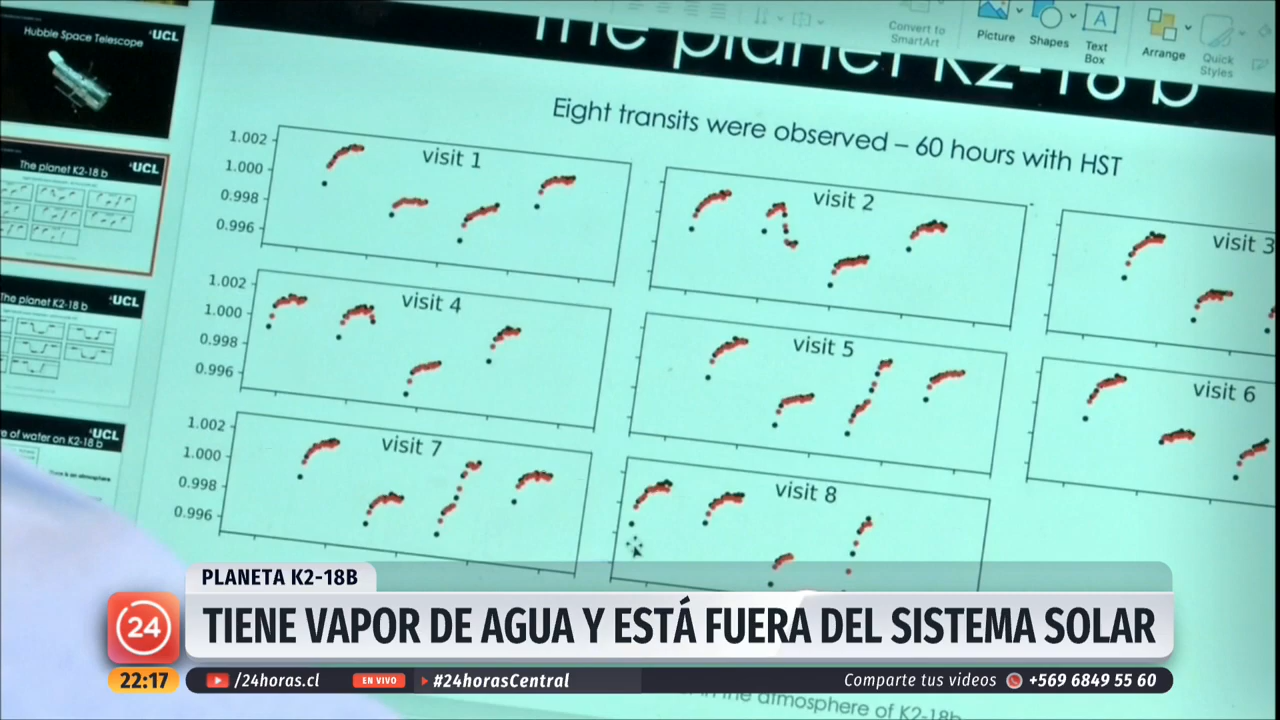 Hubble Space Telescope
UCL
The planet K2-18 b
UCL
The planet K2-18 b
UCL
e of water on K2-18 b
UCL
Convert to
SmartArt
Picture
Shapes
Text
Box
Arrange
Quick
Styles
The planet K2-18 b
Eight transits were observed – 60 hours with HST
1.002
1.000
0.998
0.996
visit 1
visit 2
visit 3
1.002
1.000
0.998
0.996
visit 4
visit 5
visit 6
1.002
1.000
0.998
0.996
visit 7
visit 8
PLANETA K2-18B
24
TIENE VAPOR DE AGUA Y ESTÁ FUERA DEL SISTEMA SOLAR
22:17
/24horas.cl
EN VIVO
#24horasCentral
Comparte tus videos
+569 6849 55 60
the atmosphere of K2-18b